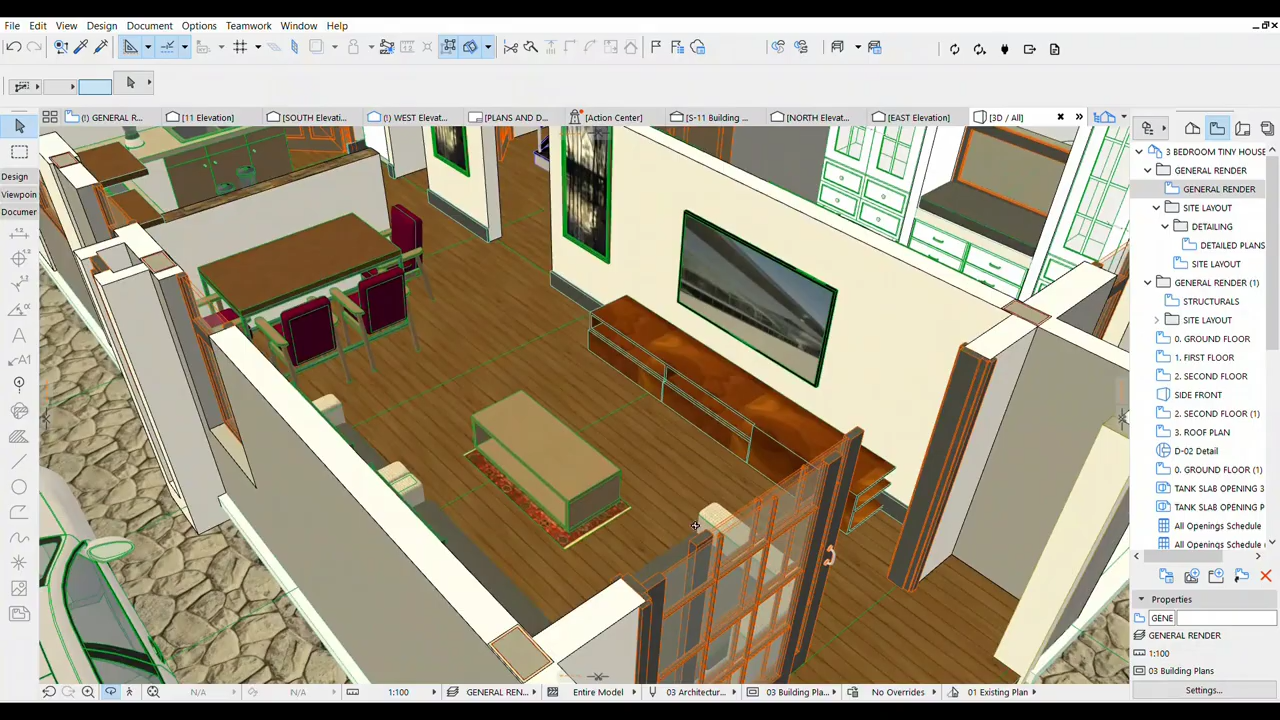 File Edit View Design Document Options Teamwork Window Help
(!) GENERAL R... [11 Elevation] [SOUTH Elevati... (!) WEST Elevat... [PLANS AND D... [Action Center] [S-11 Building ... [NORTH Elevat... [EAST Elevation] [3D / All]
Design
Viewpoin
Documer
3 BEDROOM TINY HOUSE
GENERAL RENDER
GENERAL RENDER
SITE LAYOUT
DETAILING
DETAILED PLANS
SITE LAYOUT
GENERAL RENDER (1)
STRUCTURALS
SITE LAYOUT
0. GROUND FLOOR
1. FIRST FLOOR
2. SECOND FLOOR
SIDE FRONT
2. SECOND FLOOR (1)
3. ROOF PLAN
D-02 Detail
0. GROUND FLOOR (1)
TANK SLAB OPENING 3
TANK SLAB OPENING 
All Openings Schedule
All Openings Schedule
Properties
GENE
GENERAL RENDER
1:100
03 Building Plans
Settings...
N/A N/A 1:100 GENERAL REN... Entire Model 03 Architectur... 03 Building Pla... No Overrides 01 Existing Plan